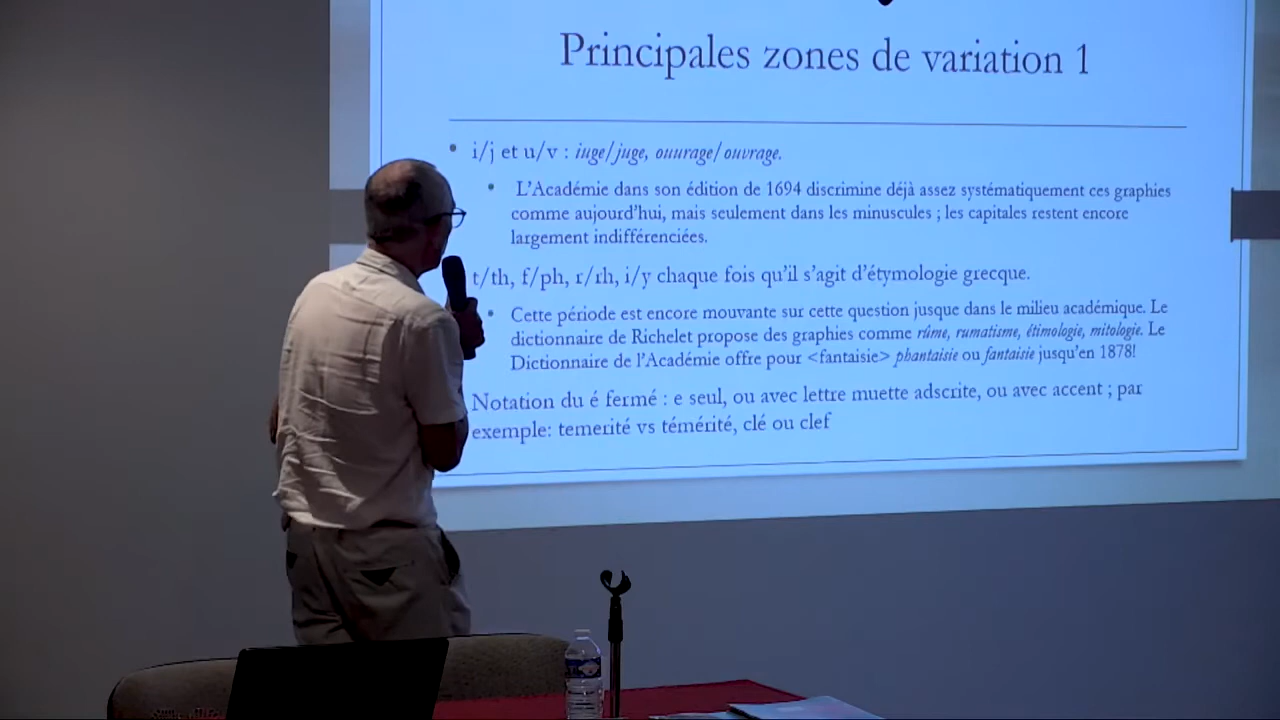 Principales zones de variation 1
• i/j et u/v : iuge/juge, ouurage/ouvrage.
• L'Académie dans son édition de 1694 discrimine déjà assez systématiquement ces graphies
comme aujourd'hui, mais seulement dans les minuscules ; les capitales restent encore
largement indifférenciées.
t/th, f/ph, r/rh, i/y chaque fois qu'il s'agit d'étymologie grecque.
• Cette période est encore mouvante sur cette question jusque dans le milieu académique. Le
dictionnaire de Richelet propose des graphies comme rûme, rumatisme, étimologie, mitologie. Le
Dictionnaire de l'Académie offre pour <fantaisie> phantaisie ou fantaisie jusqu'en 1878!
Notation du é fermé : e seul, ou avec lettre muette adscrite, ou avec accent ; par
exemple: temerité vs témérité, clé ou clef